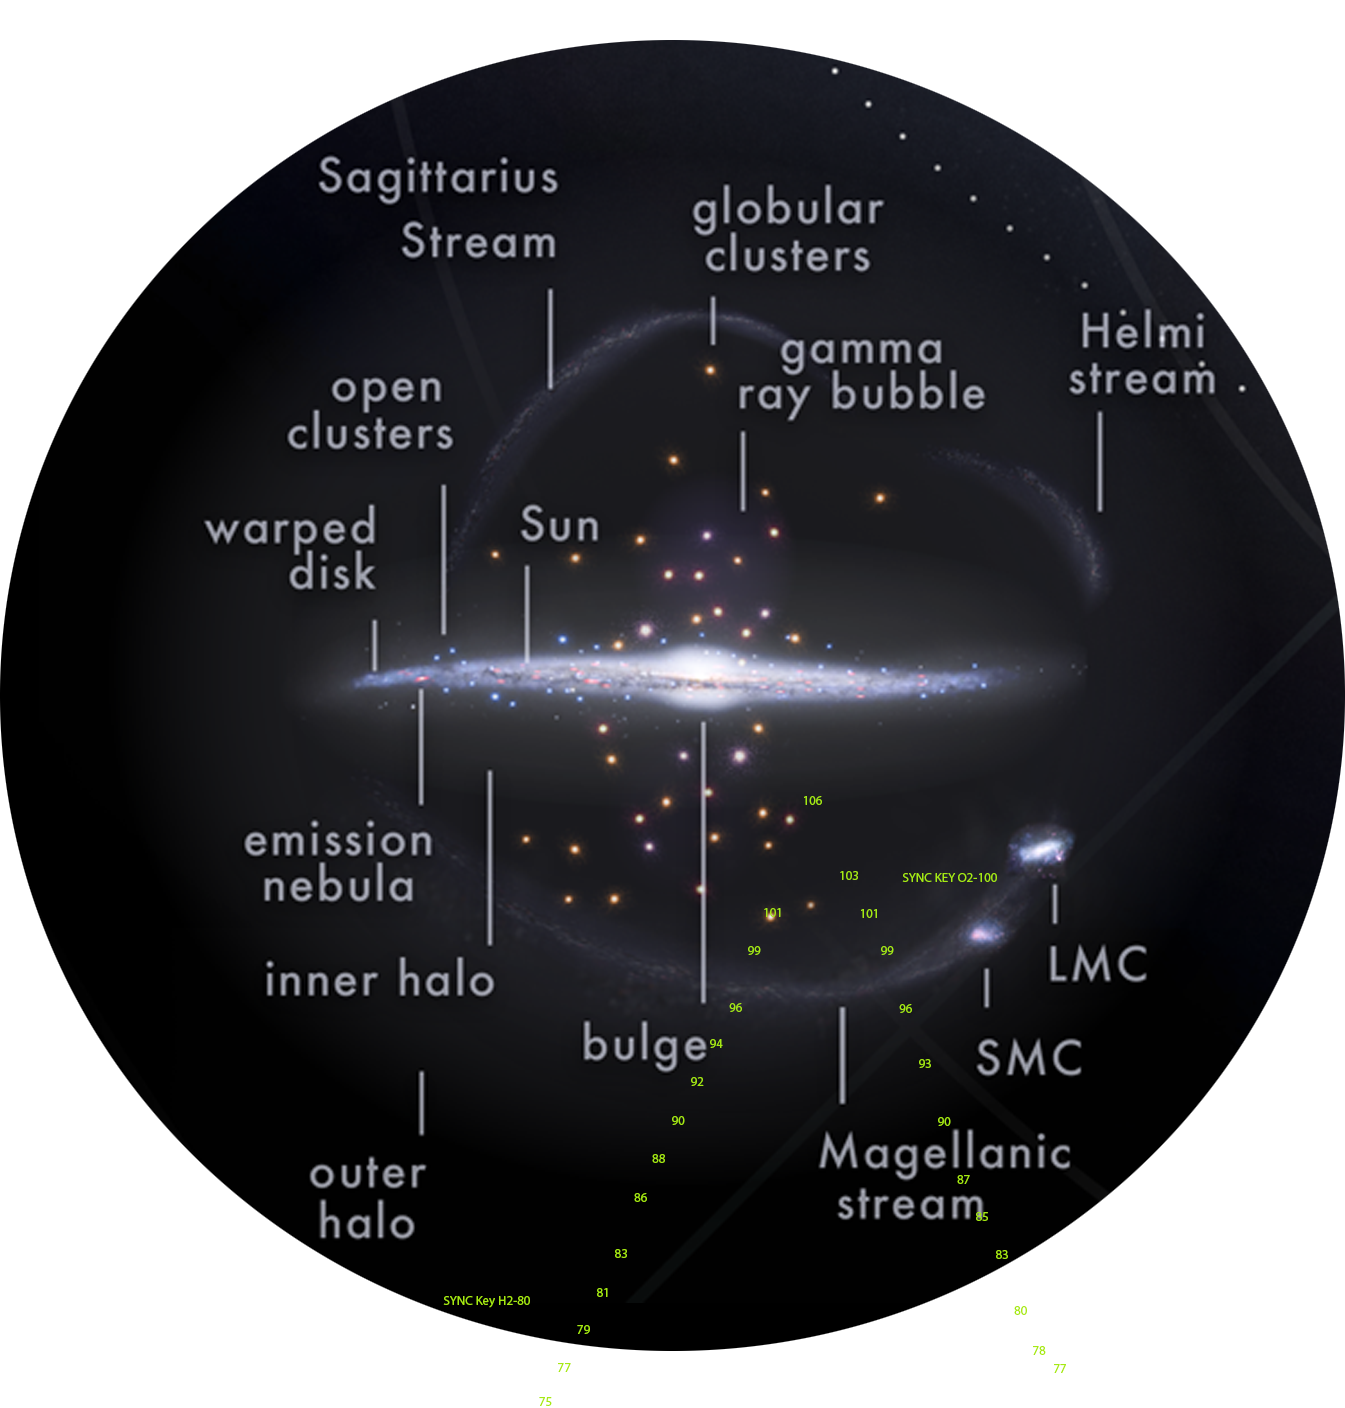 Sagittarius
Stream
globular
clusters
gamma
ray bubble
Helmi
stream
open
clusters
warped
disk
Sun
emission
nebula
inner halo
bulge
outer
halo
LMC
SMC
Magellanic
stream
106
103
SYNC KEY O2-100
101
101
99
99
96
96
94
93
92
90
90
88
87
86
85
83
83
81
SYNC Key H2-80
80
79
78
77
77
75